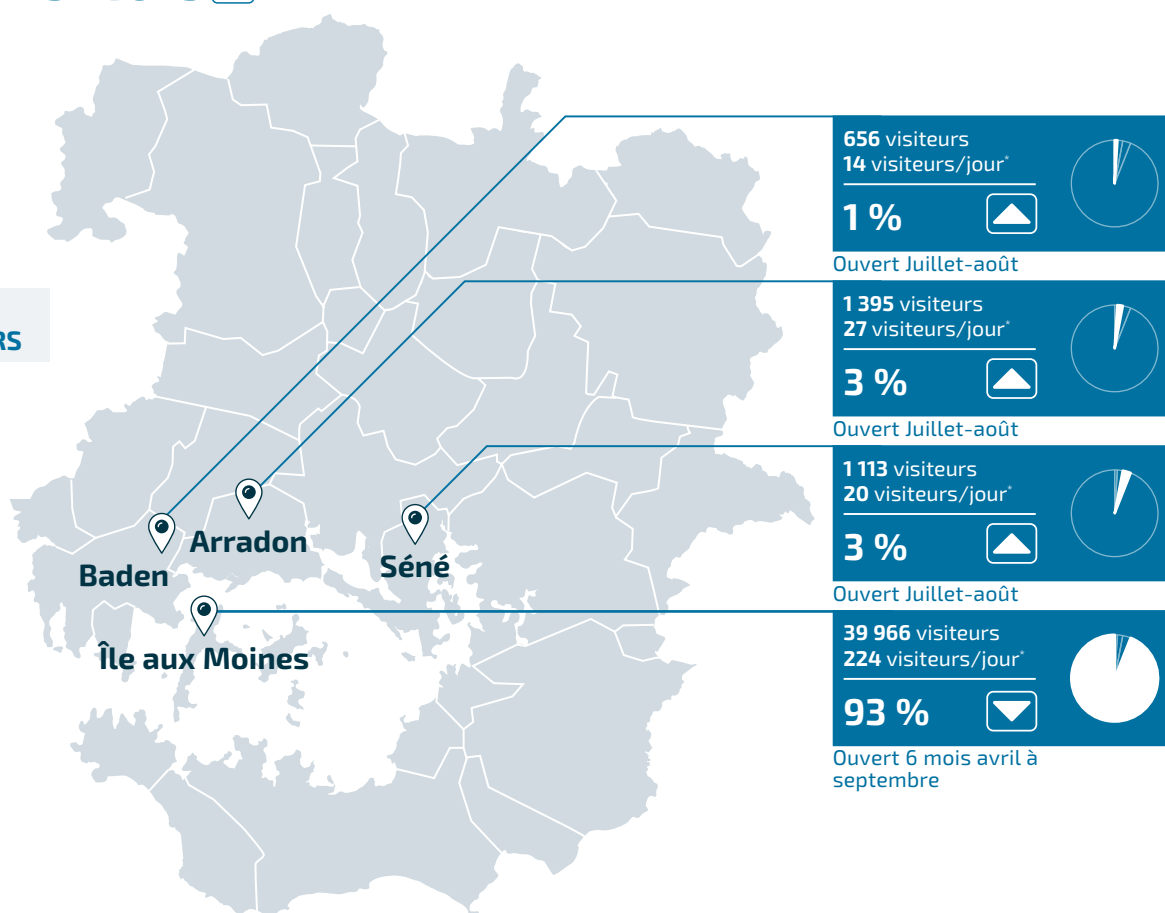 RS
656 visiteurs
14 visiteurs/jour*
1 %
Ouvert Juillet-août
1 395 visiteurs
27 visiteurs/jour*
3 %
Ouvert Juillet-août
1 113 visiteurs
20 visiteurs/jour*
3 %
Ouvert Juillet-août
39 966 visiteurs
224 visiteurs/jour*
93 %
Ouvert 6 mois avril à
septembre
Arradon
Baden
Séné
Île aux Moines